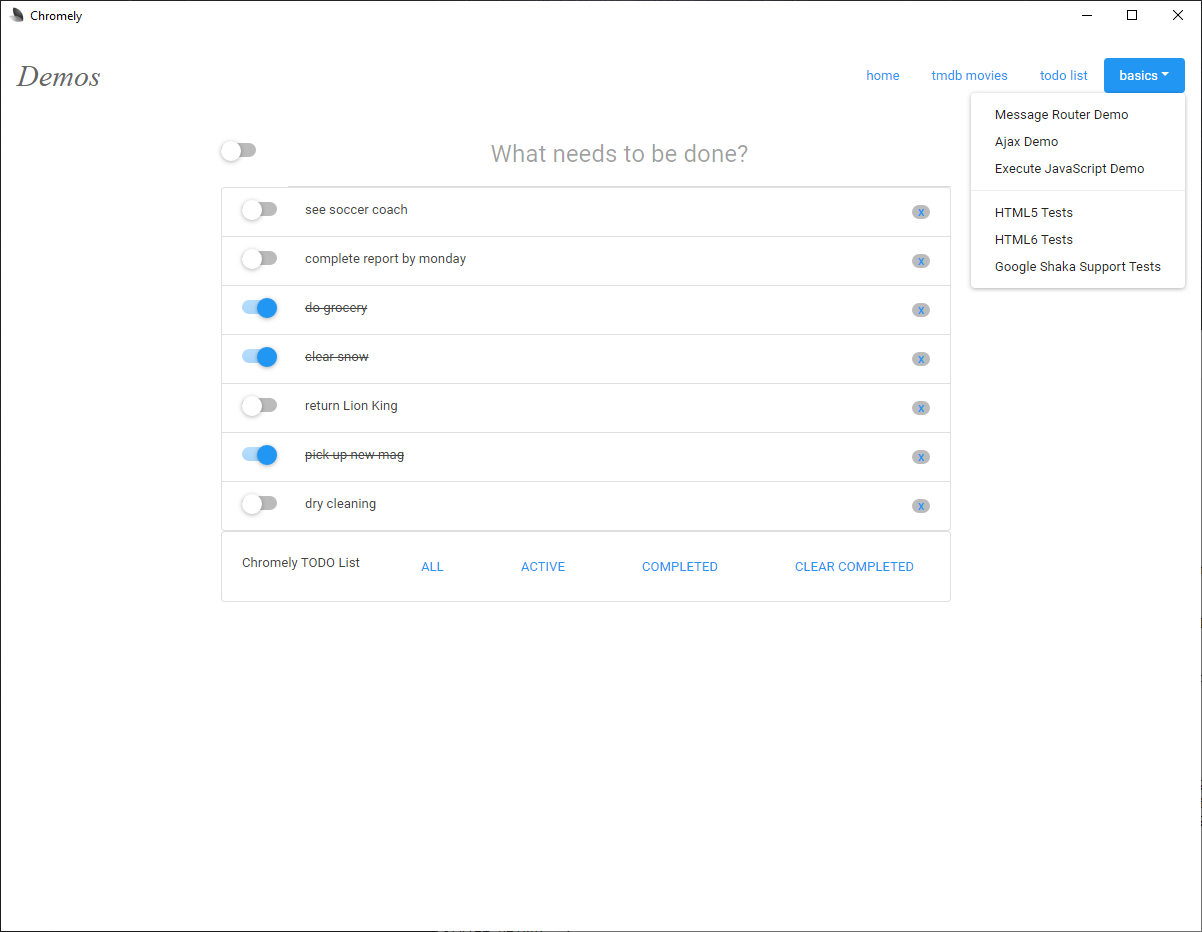 Chromely
Demos
home
tmdb movies
todo list
basics
Message Router Demo
Ajax Demo
Execute JavaScript Demo
HTML5 Tests
HTML6 Tests
Google Shaka Support Tests
What needs to be done?
see soccer coach x
complete report by monday x
do grocery x
clear snow x
return Lion King x
pick up new mag x
dry cleaning x
Chromely TODO List
ALL
ACTIVE
COMPLETED
CLEAR COMPLETED